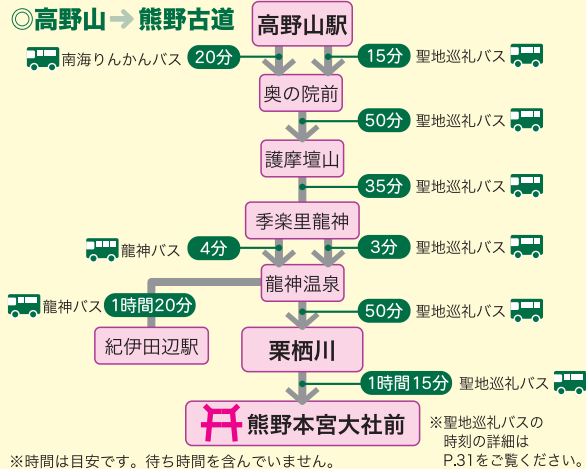 ◎高野山→熊野古道
高野山駅
南海りんかんバス 20分
15分 聖地巡礼バス
奥の院前
50分 聖地巡礼バス
護摩壇山
35分 聖地巡礼バス
季楽里龍神
龍神バス 4分
3分 聖地巡礼バス
龍神温泉
龍神バス 1時間20分
50分 聖地巡礼バス
紀伊田辺駅
栗栖川
1時間15分 聖地巡礼バス
熊野本宮大社前
※聖地巡礼バスの
時刻の詳細は
P.31をご覧ください。
※時間は目安です。待ち時間を含んでいません。